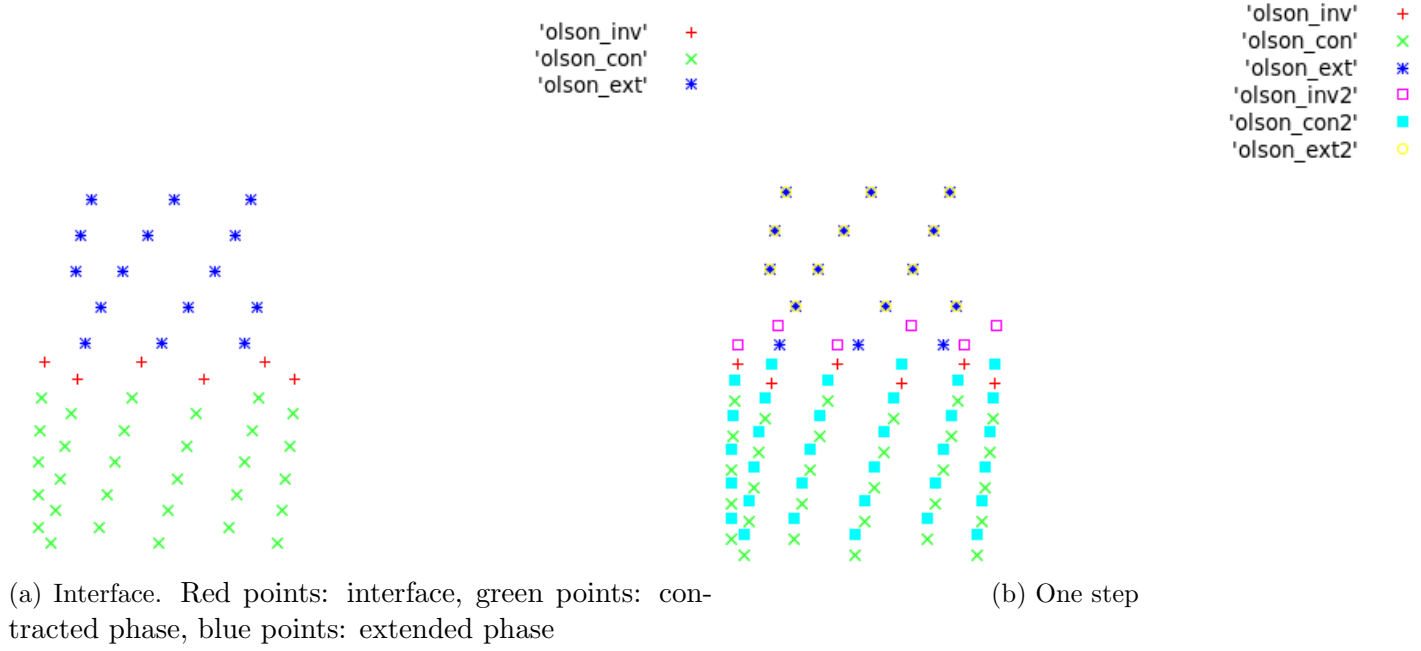 'olson_inv'
'olson_con'
'olson_ext'
'olson_inv'
'olson_con'
'olson_ext'
'olson_inv2'
'olson_con2'
'olson_ext2'
(a) Interface. Red points: interface, green points: con-
tracted phase, blue points: extended phase
(b) One step